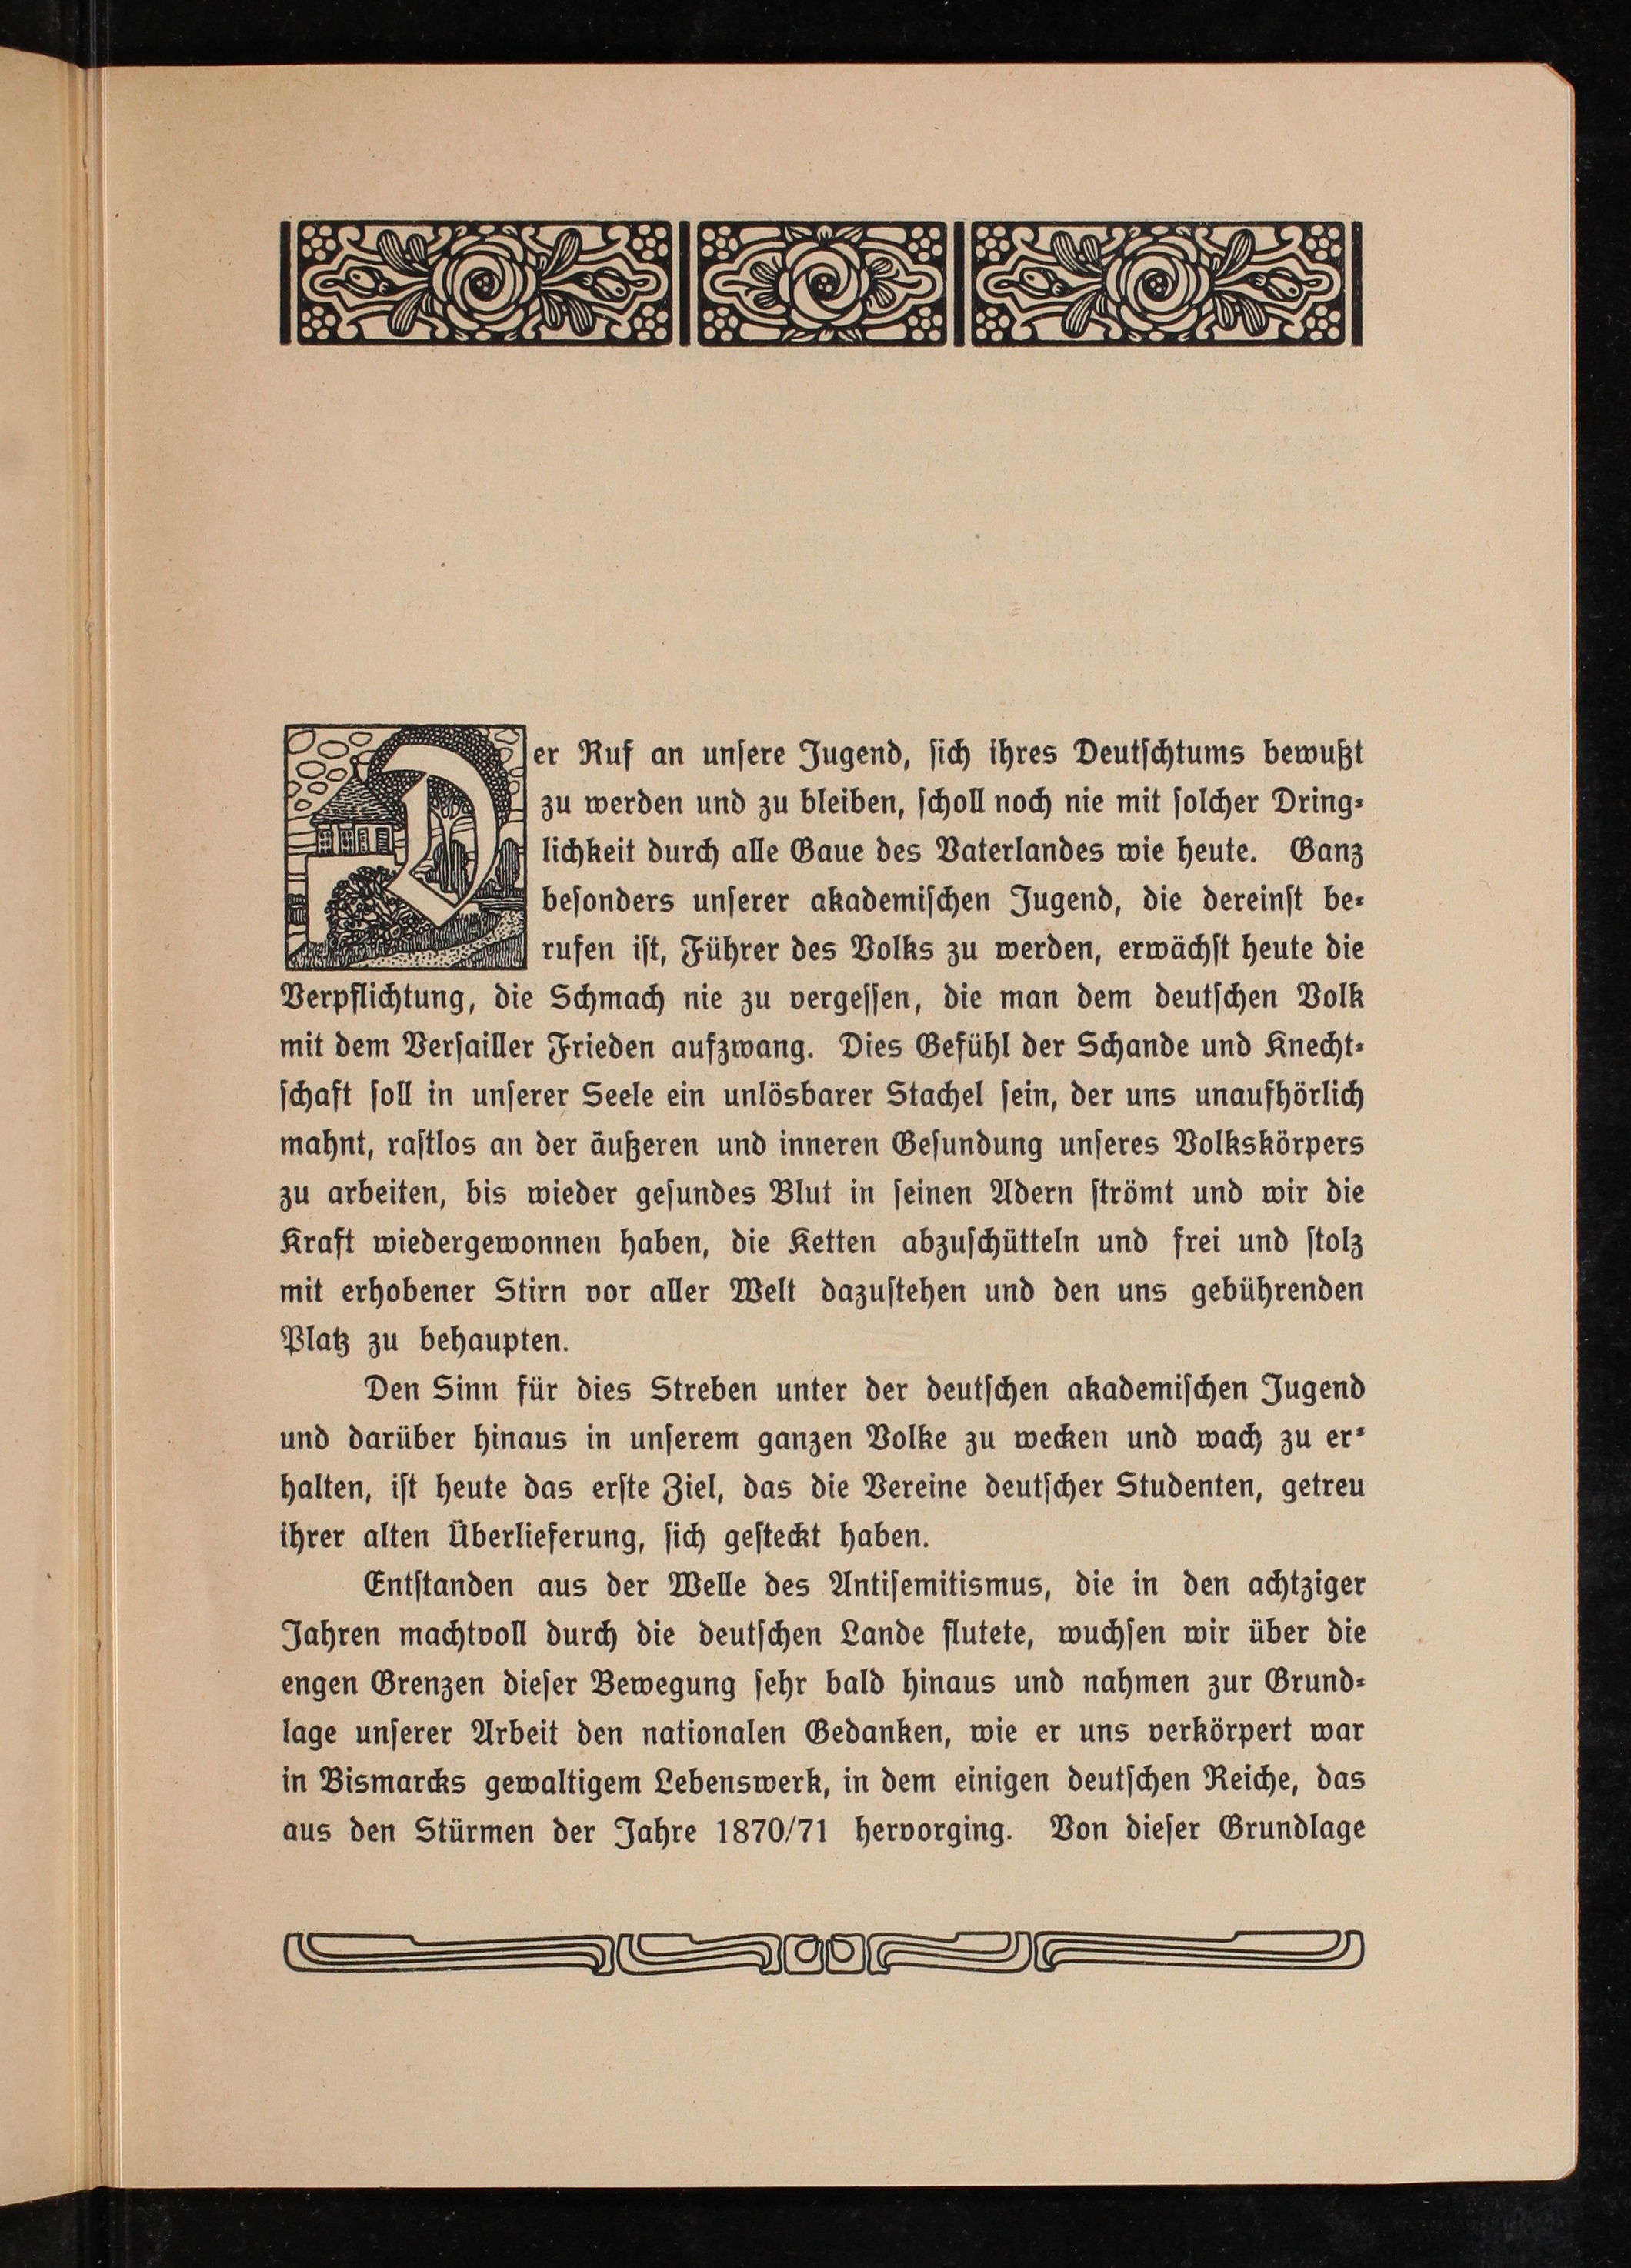 Der Ruf an unſere Jugend, ſich ihres Deutſchtums bewußt
zu werden und zu bleiben, ſcholl noch nie mit ſolcher Dring⸗
lichkeit durch alle Gaue des Vaterlandes wie heute. Ganz
beſonders unſerer akademiſchen Jugend, die dereinſt be⸗
rufen iſt, Führer des Volks zu werden, erwächſt heute die
Verpflichtung, die Schmach nie zu vergeſſen, die man dem deutſchen Volk
mit dem Verſailler Frieden aufzwang. Dies Gefühl der Schande und Knecht⸗
ſchaft ſoll in unſerer Seele ein unlösbarer Stachel ſein, der uns unaufhörlich
mahnt, raſtlos an der äußeren und inneren Geſundung unſeres Volkskörpers
zu arbeiten, bis wieder geſundes Blut in ſeinen Adern ſtrömt und wir die
Kraft wiedergewonnen haben, die Ketten abzuſchütteln und frei und ſtolz
mit erhobener Stirn vor aller Welt dazuſtehen und den uns gebührenden
Platz zu behaupten.
Den Sinn für dies Streben unter der deutſchen akademiſchen Jugend
und darüber hinaus in unſerem ganzen Volke zu wecken und wach zu er⸗
halten, iſt heute das erſte Ziel, das die Vereine deutſcher Studenten, getreu
ihrer alten Überlieferung, ſich geſteckt haben.
Entſtanden aus der Welle des Antiſemitismus, die in den achtziger
Jahren machtvoll durch die deutſchen Lande flutete, wuchſen wir über die
engen Grenzen dieſer Bewegung ſehr bald hinaus und nahmen zur Grund⸗
lage unſerer Arbeit den nationalen Gedanken, wie er uns verkörpert war
in Bismarcks gewaltigem Lebenswerk, in dem einigen deutſchen Reiche, das
aus den Stürmen der Jahre 1870/71 hervorging. Von dieſer Grundlage